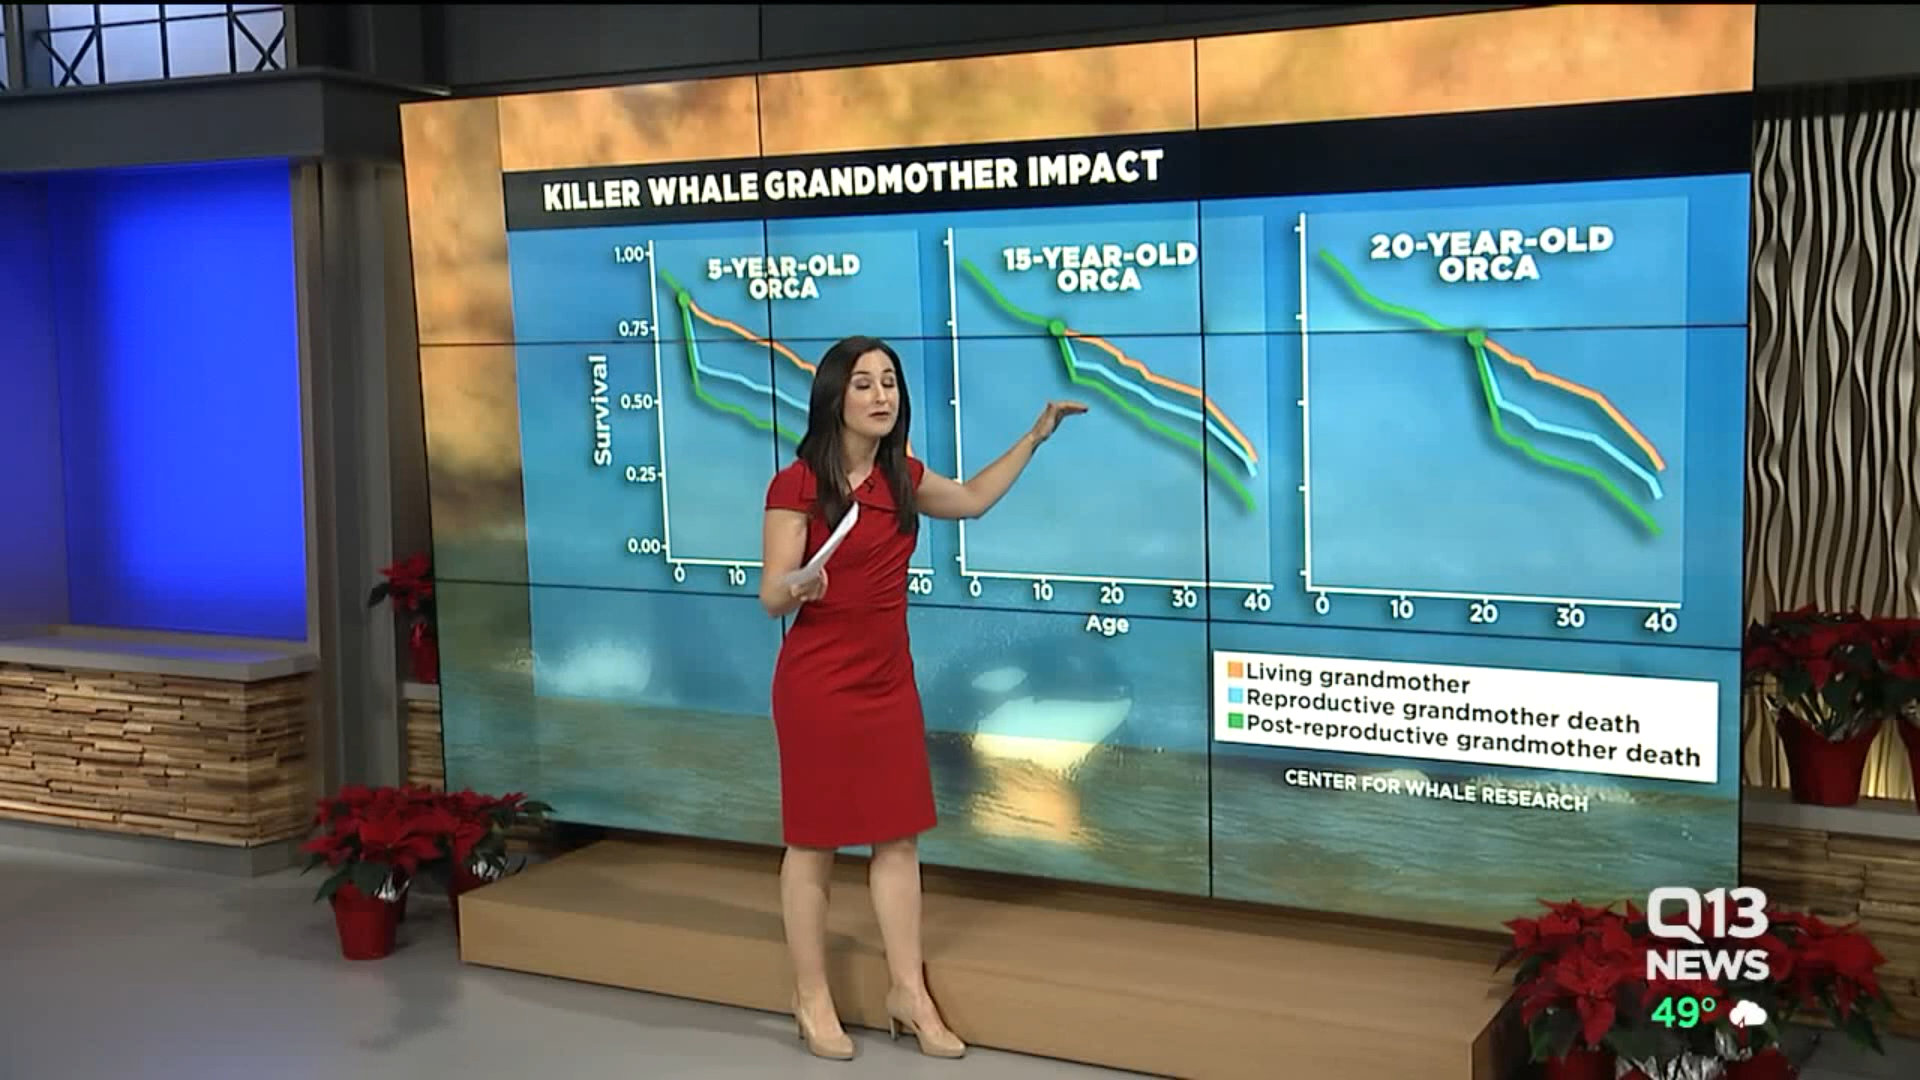 KILLER WHALE GRANDMOTHER IMPACT
5-YEAR-OLD
ORCA
15-YEAR-OLD
ORCA
20-YEAR-OLD
ORCA
Survival
1.00
0.75
0.50
0.25
0.00
0 10 40
0 10 20 30 40
0 10 20 30 40
Age
Living grandmother
Reproductive grandmother death
Post-reproductive grandmother death
CENTER FOR WHALE RESEARCH
Q13
NEWS
49°